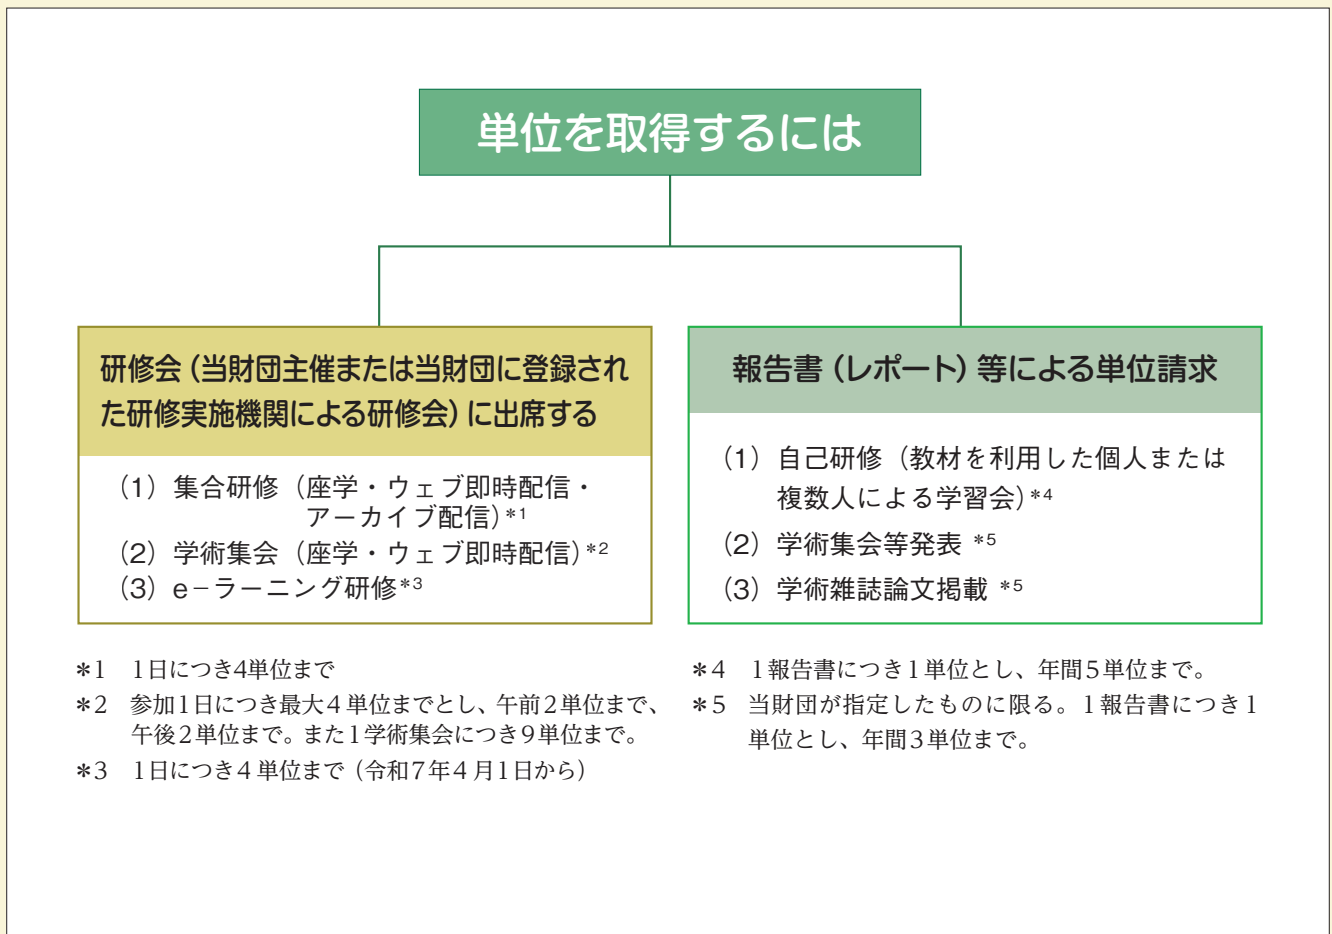 単位を取得するには
研修会(当財団主催または当財団に登録され
た研修実施機関による研修会)に出席する
(1)集合研修(座学・ウェブ即時配信・
アーカイブ配信)*1
(2)学術集会(座学・ウェブ即時配信)*2
(3)e-ラーニング研修*3
*1 1日につき4単位まで
*2 参加1日につき最大4単位までとし、午前2単位まで、
午後2単位まで。また1学術集会につき9単位まで。
*3 1日につき4単位まで(令和7年4月1日から)
報告書(レポート)等による単位請求
(1)自己研修(教材を利用した個人または
複数人による学習会)*4
(2)学術集会等発表 *5
(3)学術雑誌論文掲載 *5
*4 1報告書につき1単位とし、年間5単位まで。
*5 当財団が指定したものに限る。1報告書につき1
単位とし、年間3単位まで。